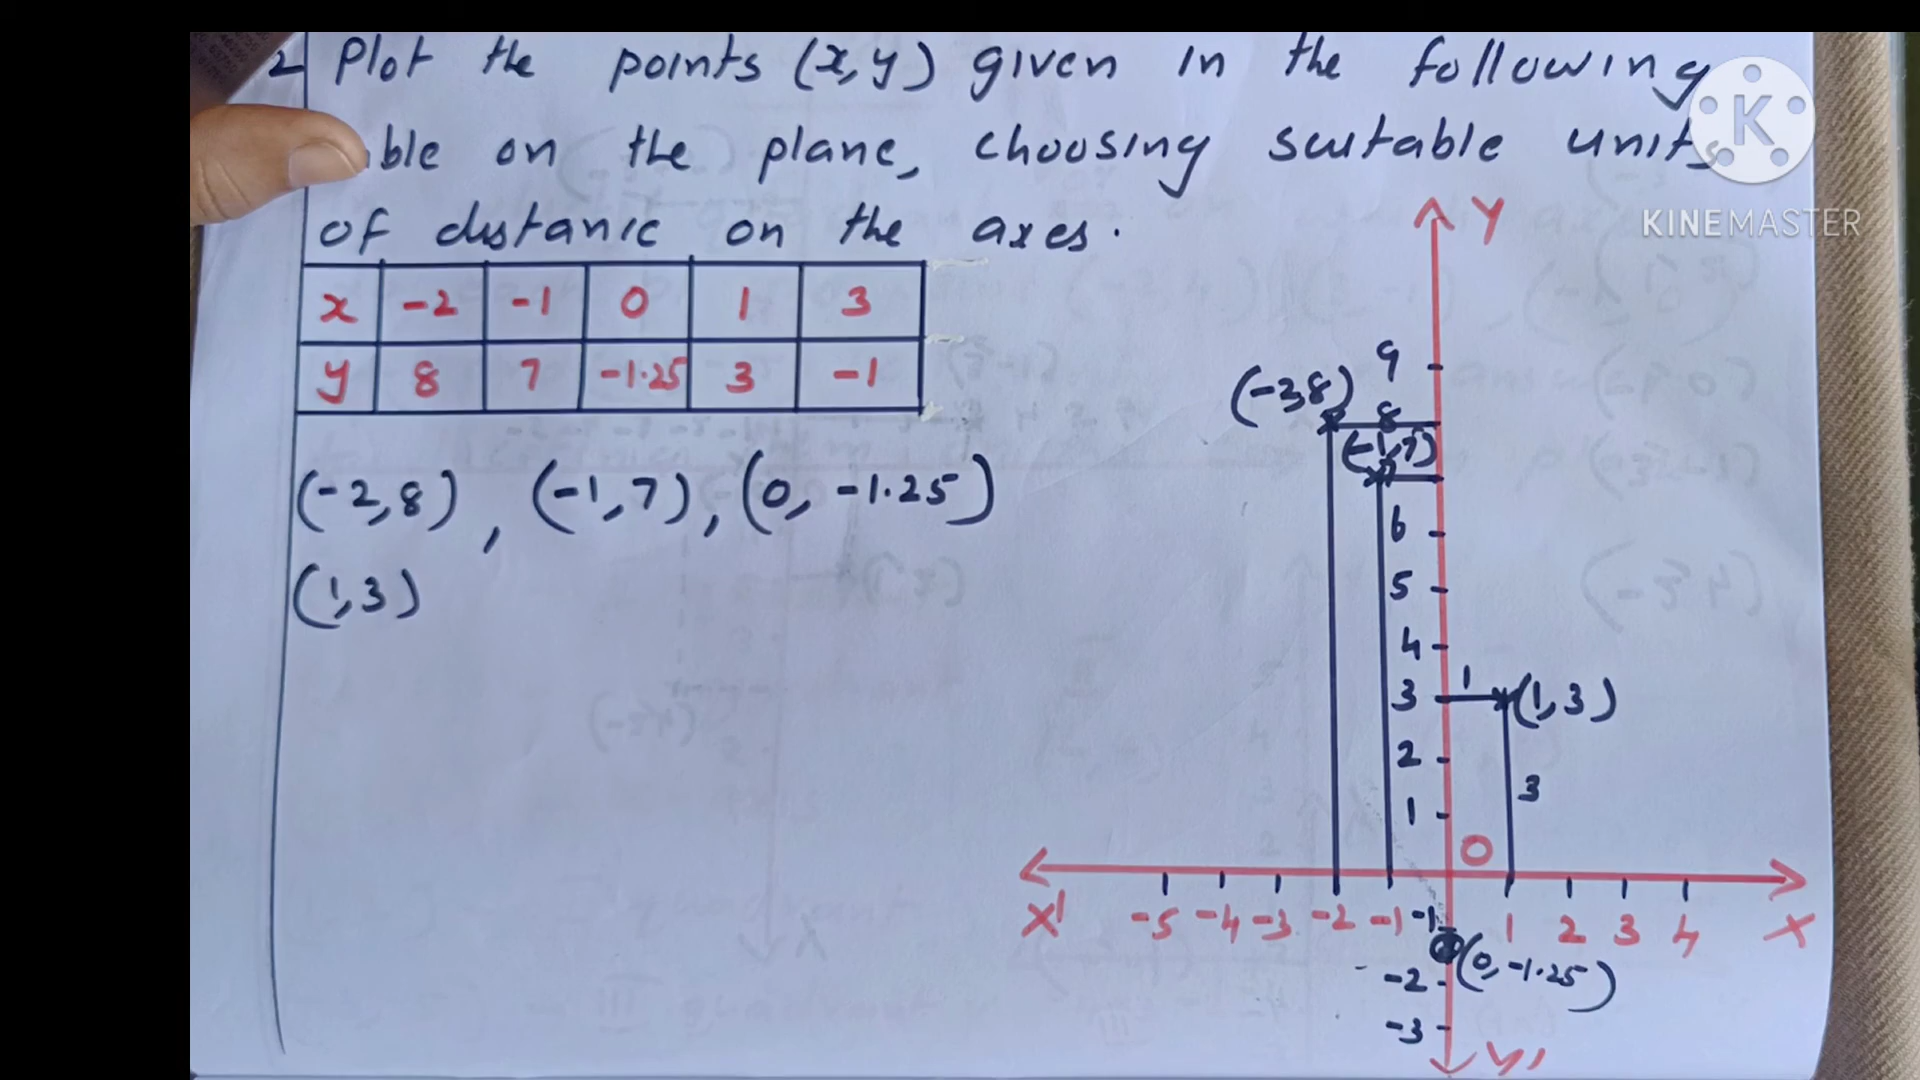 2 Plot the points (x,y) given in the following
ble on the plane, choosing suitable units
of distance on the axes.
x -2 -1 0 1 3
y 8 7 -1.25 3 -1
(-2,8), (-1,7), (0, -1.25)
(1,3)
K
KINEMASTER
Y
9
(-3,8)
8
(-1,7)
7
6
5
4
3 1 (1,3)
2
3
1
O
X' -5 -4 -3 -2 -1 -1 1 2 3 4 X
(0, -1.25)
-2
-3
Y'